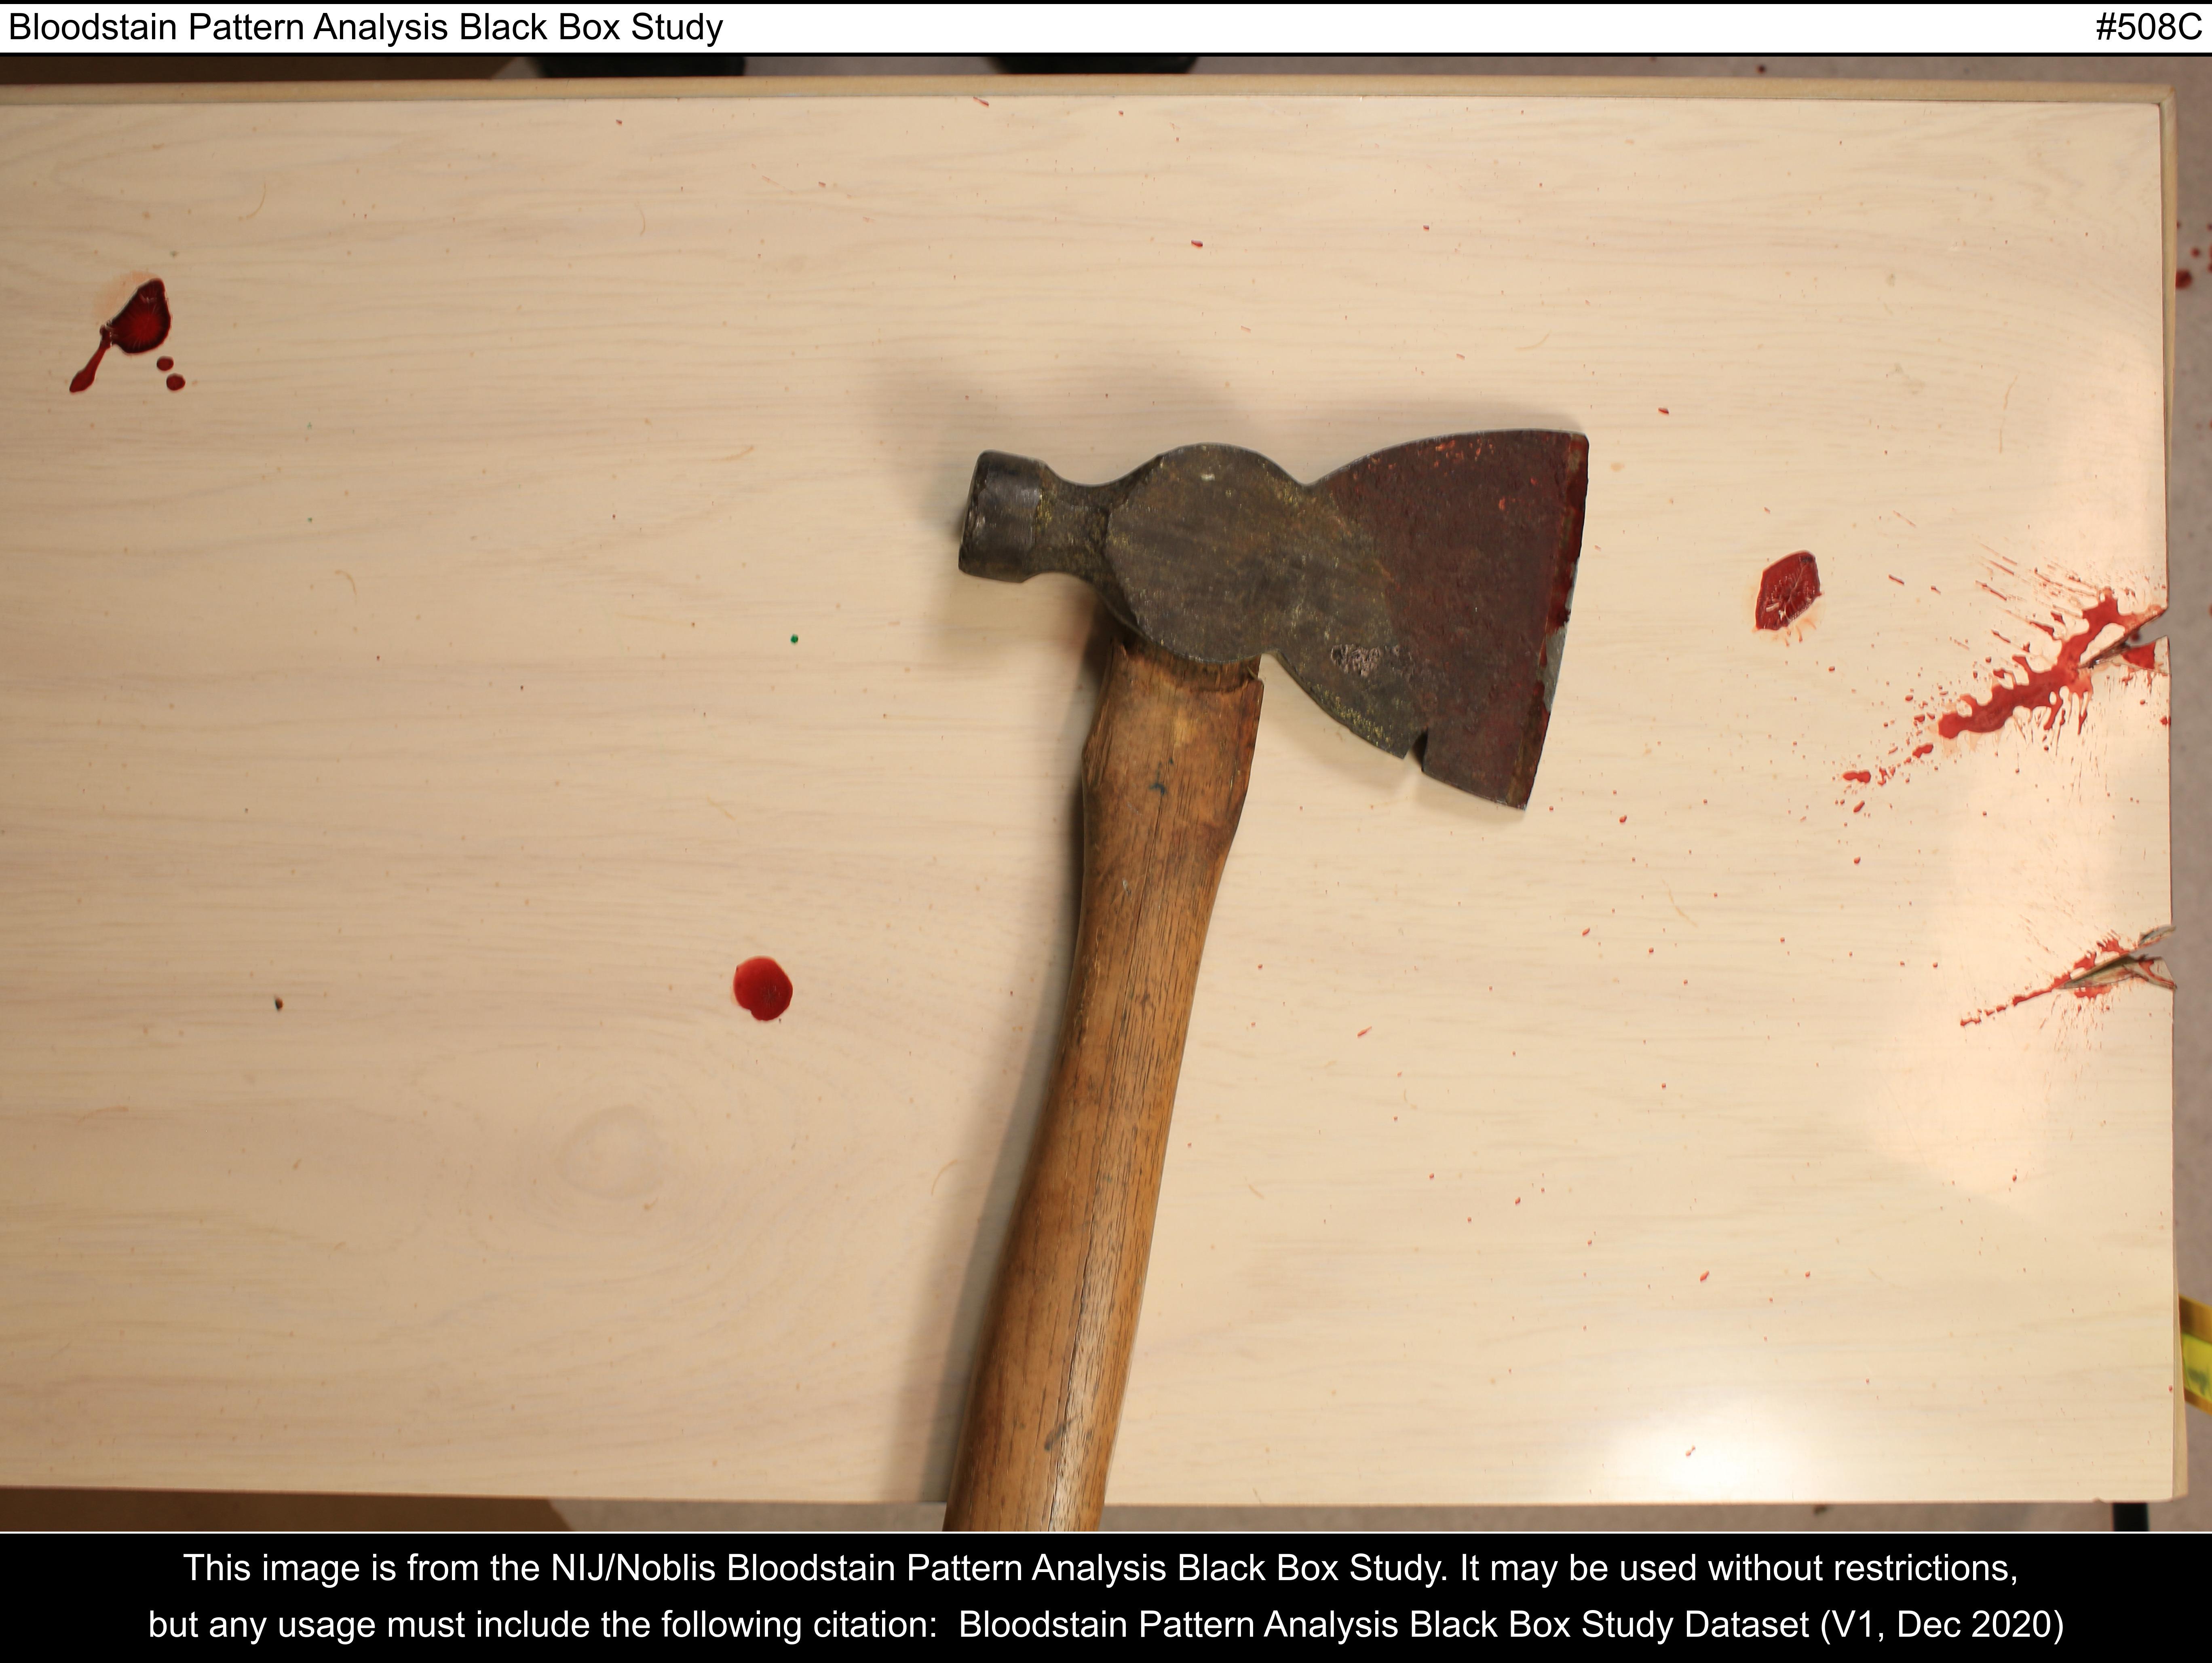 Bloodstain Pattern Analysis Black Box Study #508C
This image is from the NIJ/Noblis Bloodstain Pattern Analysis Black Box Study. It may be used without restrictions,
but any usage must include the following citation:  Bloodstain Pattern Analysis Black Box Study Dataset (V1, Dec 2020)